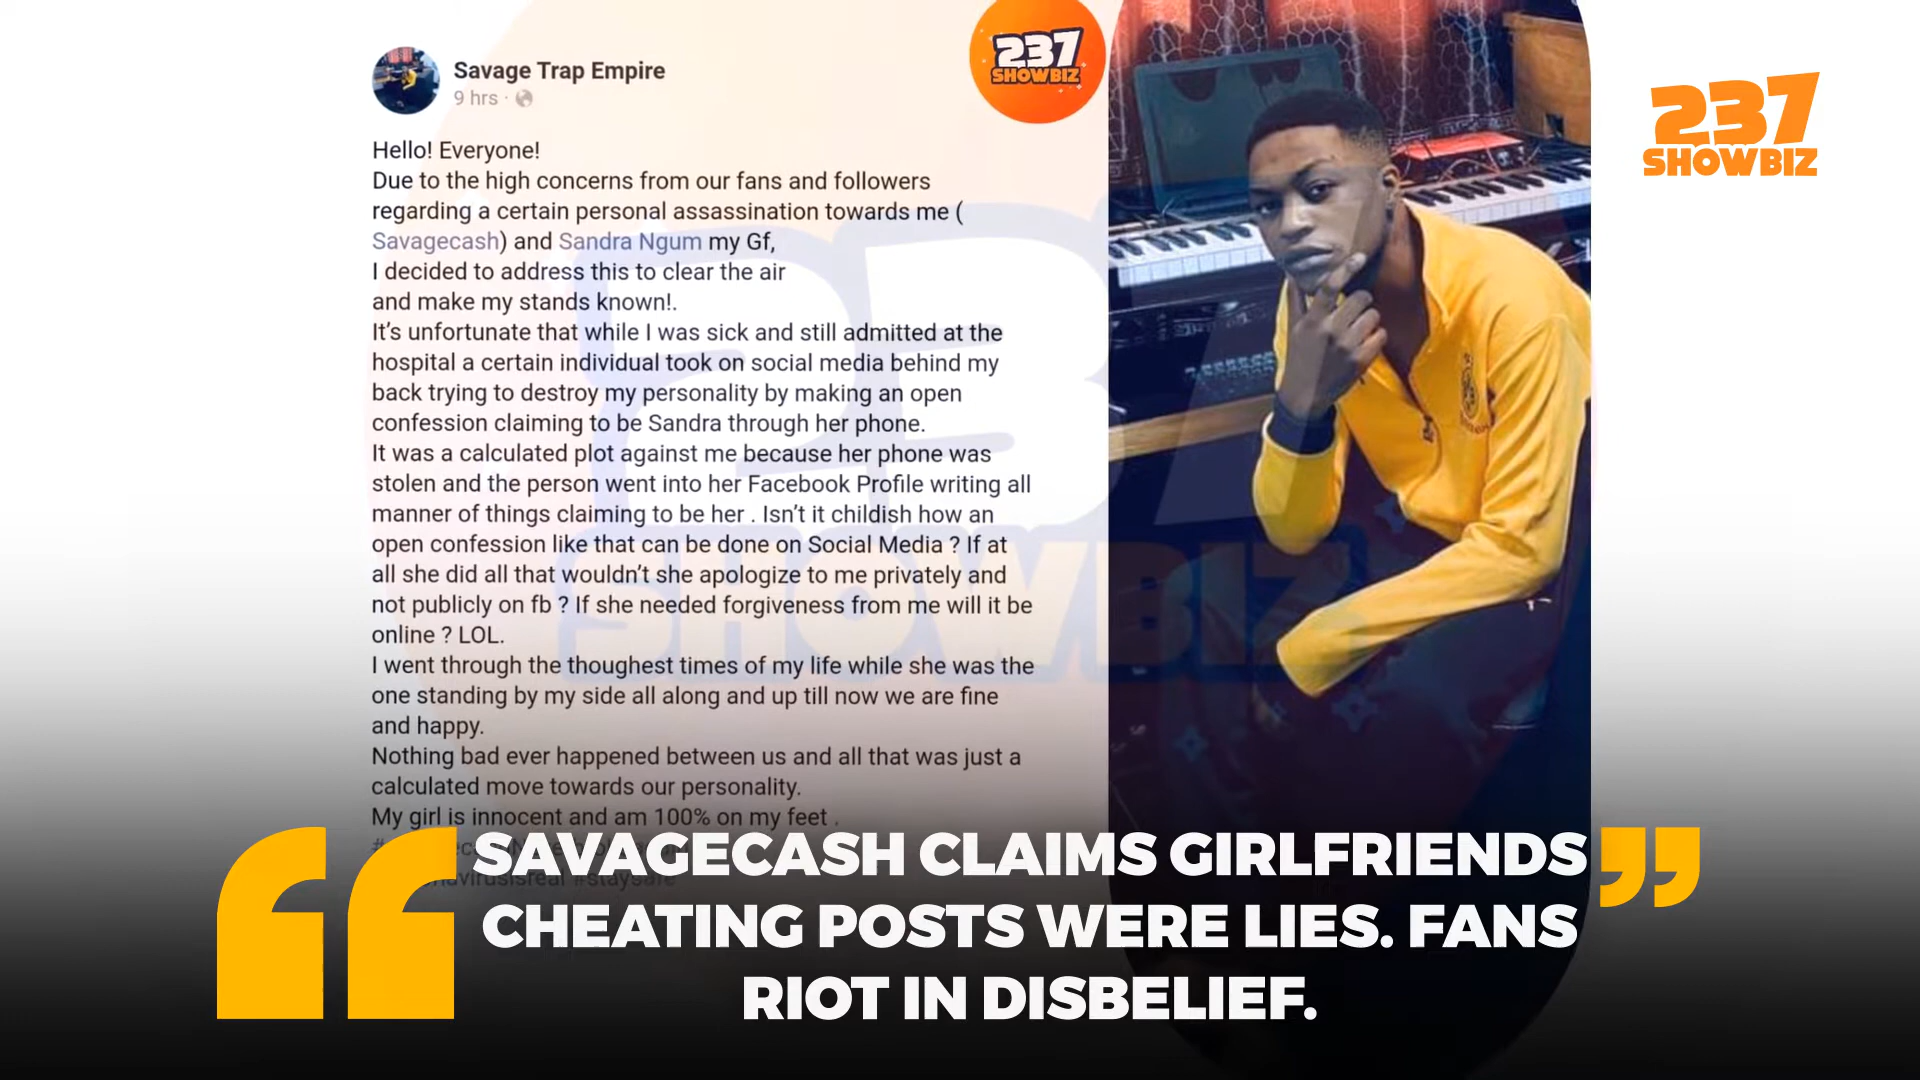 237
SHOWBIZ
237
SHOWBIZ
Savage Trap Empire
9 hrs ·
Hello! Everyone!
Due to the high concerns from our fans and followers
regarding a certain personal assassination towards me (
Savagecash) and Sandra Ngum my Gf,
I decided to address this to clear the air
and make my stands known!.
It's unfortunate that while I was sick and still admitted at the
hospital a certain individual took on social media behind my
back trying to destroy my personality by making an open
confession claiming to be Sandra through her phone.
It was a calculated plot against me because her phone was
stolen and the person went into her Facebook Profile writing all
manner of things claiming to be her . Isn't it childish how an
open confession like that can be done on Social Media ? If at
all she did all that wouldn't she apologize to me privately and
not publicly on fb ? If she needed forgiveness from me will it be
online ? LOL.
I went through the thoughest times of my life while she was the
one standing by my side all along and up till now we are fine
and happy.
Nothing bad ever happened between us and all that was just a
calculated move towards our personality.
My girl is innocent and am 100% on my feet .
#staysafe
237
SHOWBIZ
“SAVAGECASH CLAIMS GIRLFRIENDS”
CHEATING POSTS WERE LIES. FANS
RIOT IN DISBELIEF.